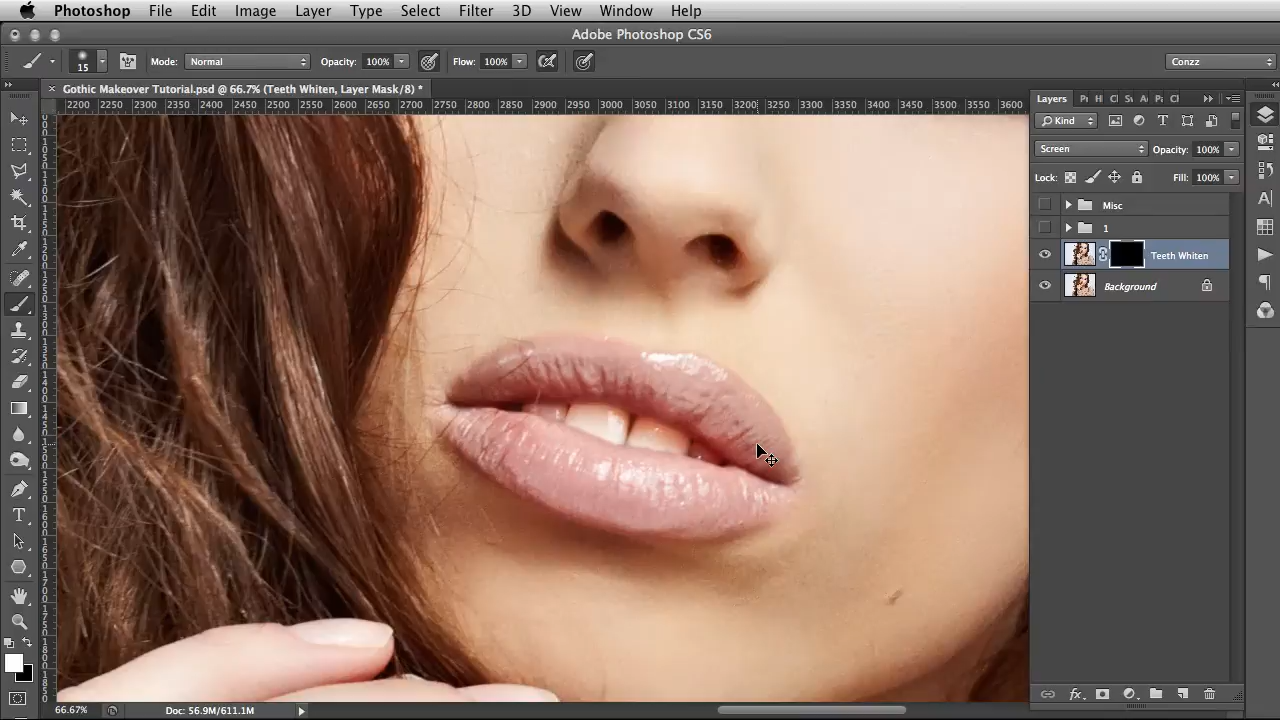 Photoshop File Edit Image Layer Type Select Filter 3D View Window Help
Adobe Photoshop CS6
15 Mode: Normal Opacity: 100% Flow: 100% Conzz
Gothic Makeover Tutorial.psd @ 66.7% (Teeth Whiten, Layer Mask/8) *
2200 2250 2300 2350 2400 2450 2500 2550 2600 2650 2700 2750 2800 2850 2900 2950 3000 3050 3100 3150 3200 3250 3300 3350 3400 3450 3500 3550 3600
Layers
Kind
Screen Opacity: 100%
Lock: Fill: 100%
Misc
1
Teeth Whiten
Background
66.67% Doc: 56.9M/611.1M